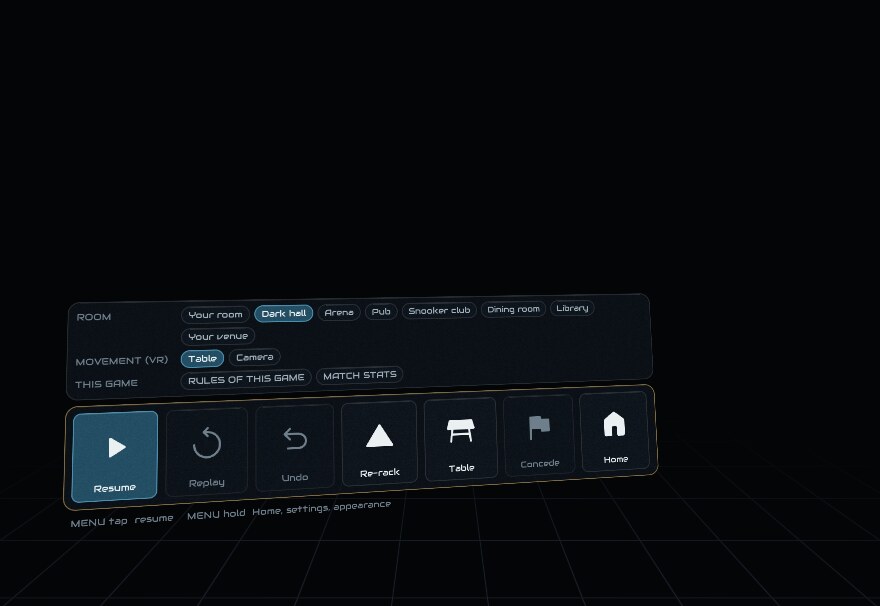 ROOM Your room Dark hall Arena Pub Snooker club Dining room Library
Your venue
MOVEMENT (VR) Table Camera
THIS GAME RULES OF THIS GAME MATCH STATS
Resume Replay Undo Re-rack Table Concede Home
MENU tap resume MENU hold Home, settings, appearance